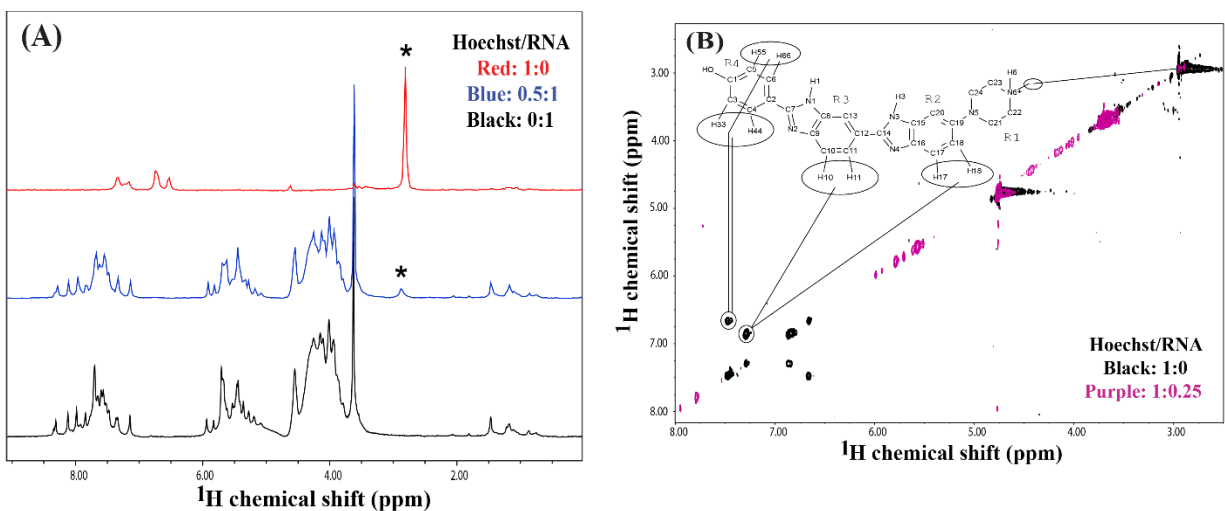 (A)
Hoechst/RNA
Red: 1:0
Blue: 0.5:1
Black: 0:1
*
*
8.00 6.00 4.00 2.00
¹H chemical shift (ppm)
(B)
¹H chemical shift (ppm)
3.00
4.00
5.00
6.00
7.00
8.00
H55 H66
R4
HO C5 C6
C3 C4 C2
H33 H44
H1
N1 R3
C7 C8 C13
N2 C9 C12
C10 C11
H10 H11
H3
N3 R2
C14 C15 C20 C19
N4 C16 C17 C18
H17 H18
C23 H6
C24 N6+
N5 C22
C21 R1
Hoechst/RNA
Black: 1:0
Purple: 1:0.25
8.00 7.00 6.00 5.00 4.00 3.00
¹H chemical shift (ppm)